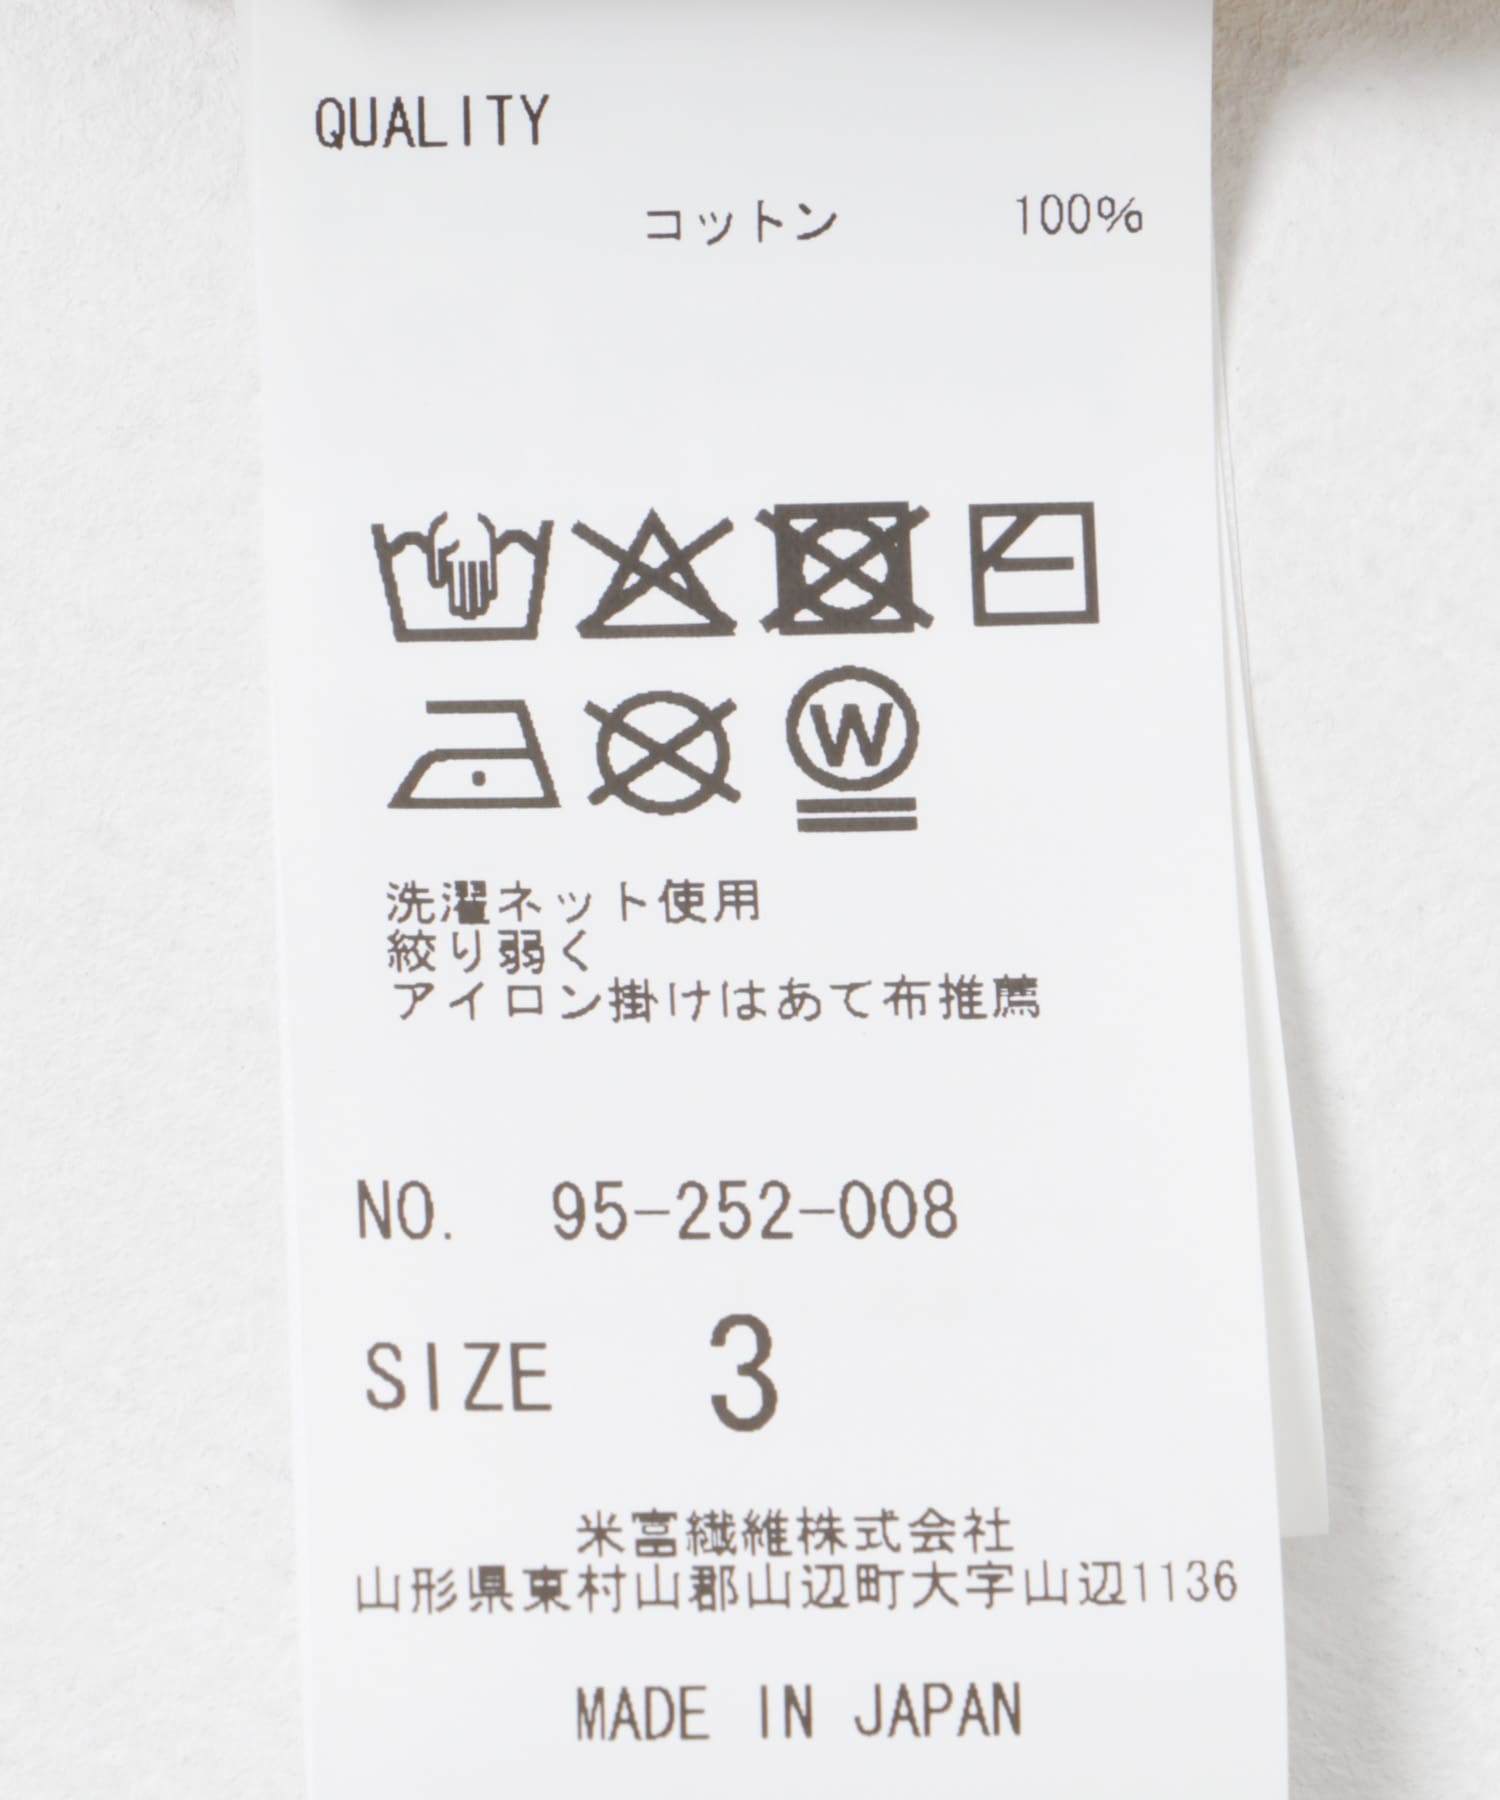 QUALITY
コットン 100%
W
洗濯ネット使用
絞り弱く
アイロン掛けはあて布推薦
NO. 95-252-008
SIZE 3
米富繊維株式会社
山形県東村山郡山辺町大字山辺1136
MADE IN JAPAN